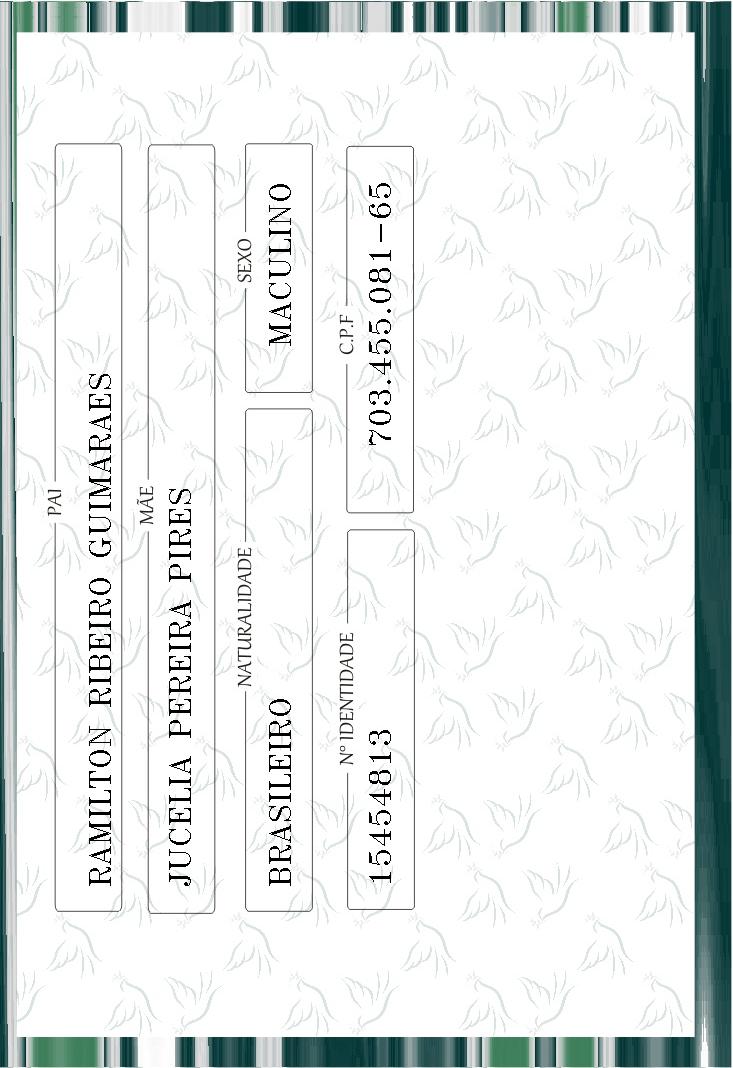 PAI
RAMILTON RIBEIRO GUIMARAES
MÃE
JUCELIA PEREIRA PIRES
NATURALIDADE
BRASILEIRO
SEXO
MACULINO
Nº IDENTIDADE
15454813
C.P.F
703.455.081-65